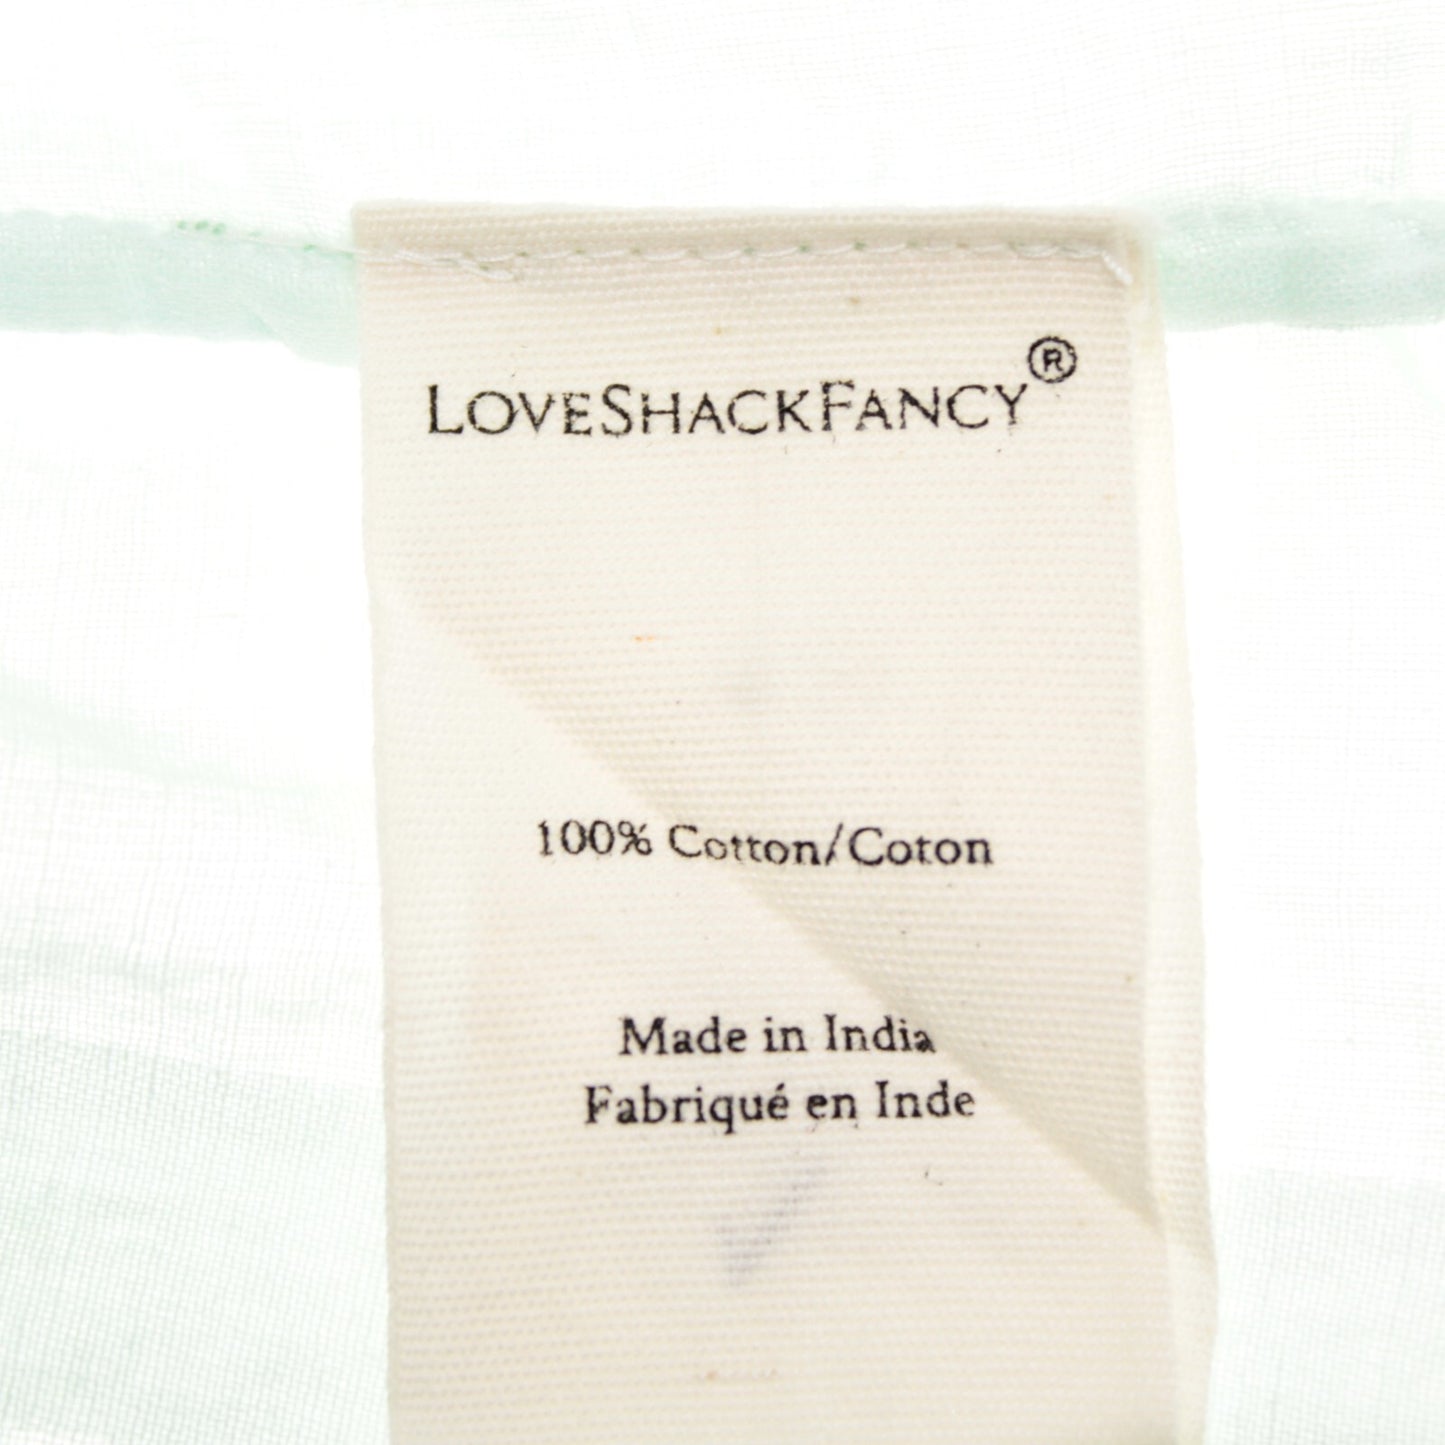 LOVESHACKFANCY®
100% Cotton/Coton
Made in India
Fabriqué en Inde